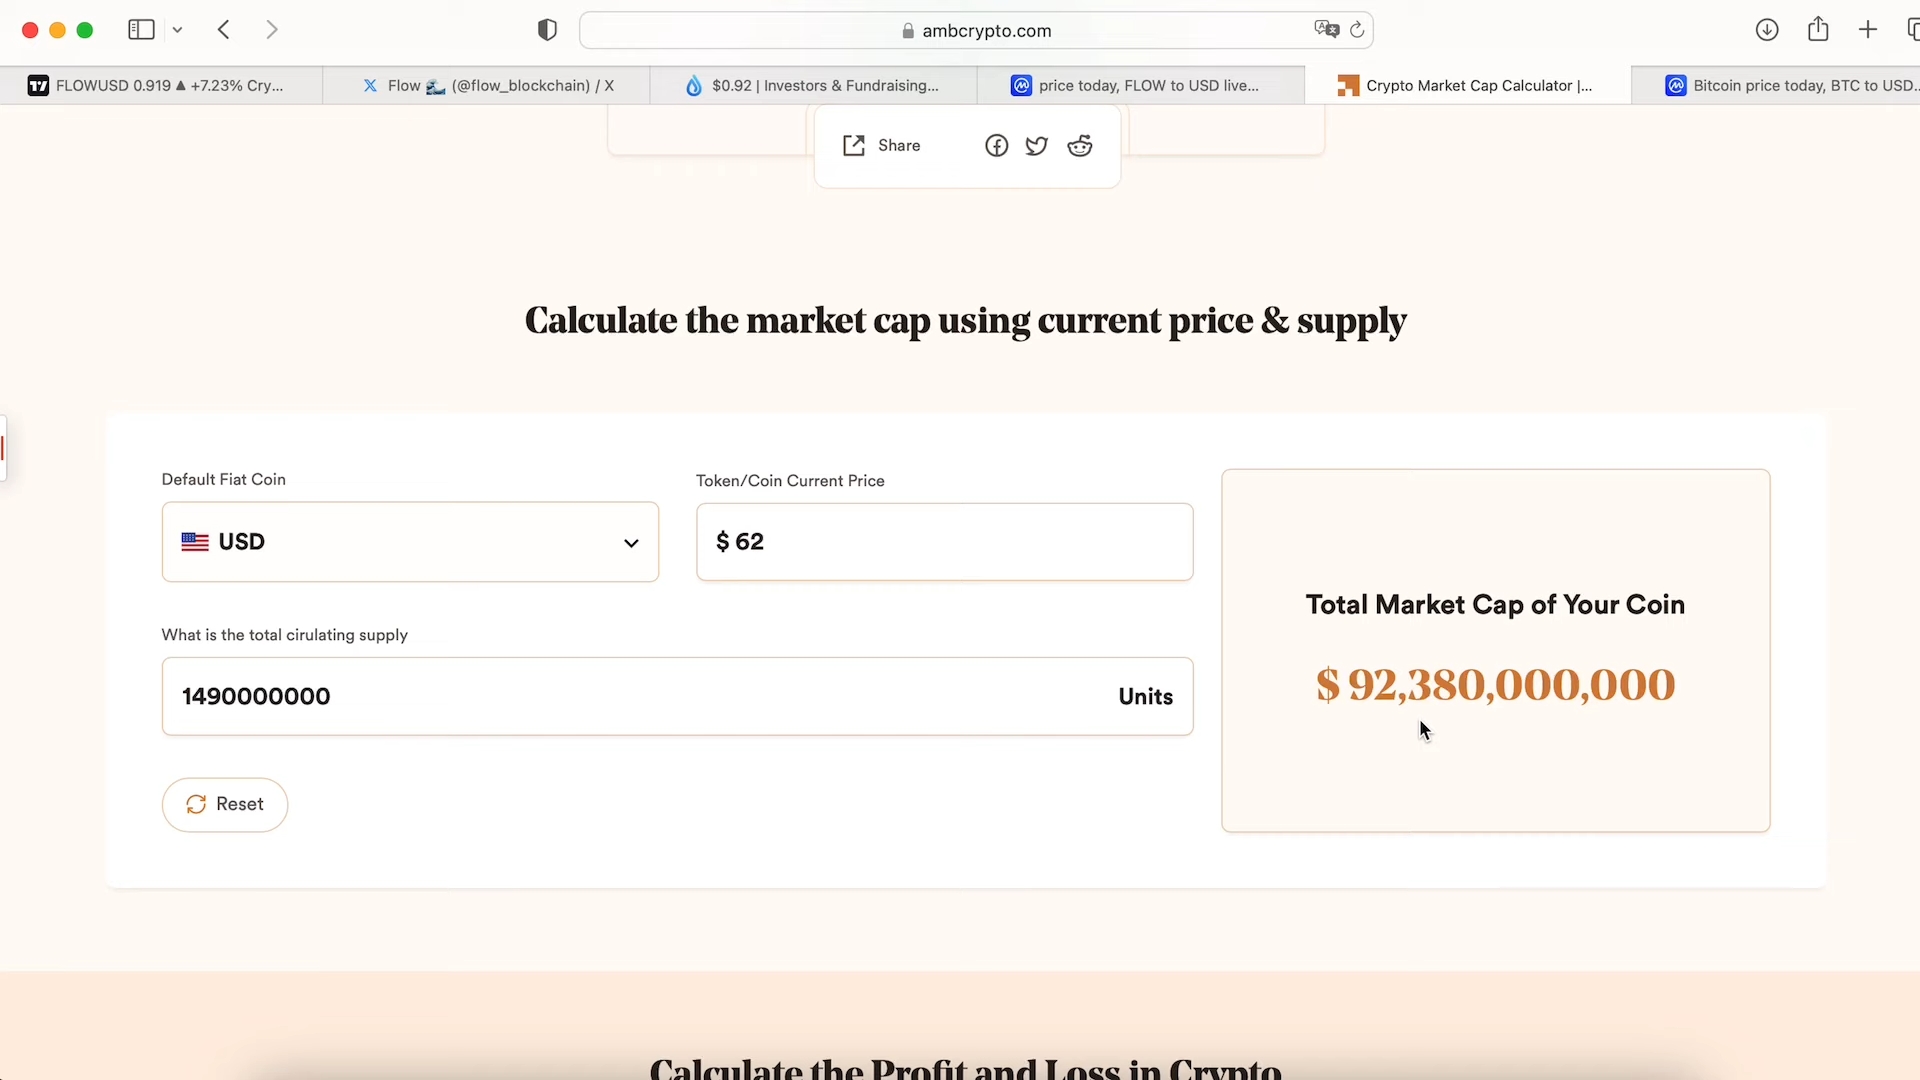 ambcrypto.com
FLOWUSD 0.919 ▲ +7.23% Cry...
Flow 🌊 (@flow_blockchain) / X
$0.92 | Investors & Fundraising...
price today, FLOW to USD live...
Crypto Market Cap Calculator |...
Bitcoin price today, BTC to USD...
Share
Calculate the market cap using current price & supply
Default Fiat Coin
Token/Coin Current Price
USD
$ 62
What is the total cirulating supply
1490000000
Units
Total Market Cap of Your Coin
$ 92,380,000,000
Reset
Calculate the Profit and Loss in Crypto